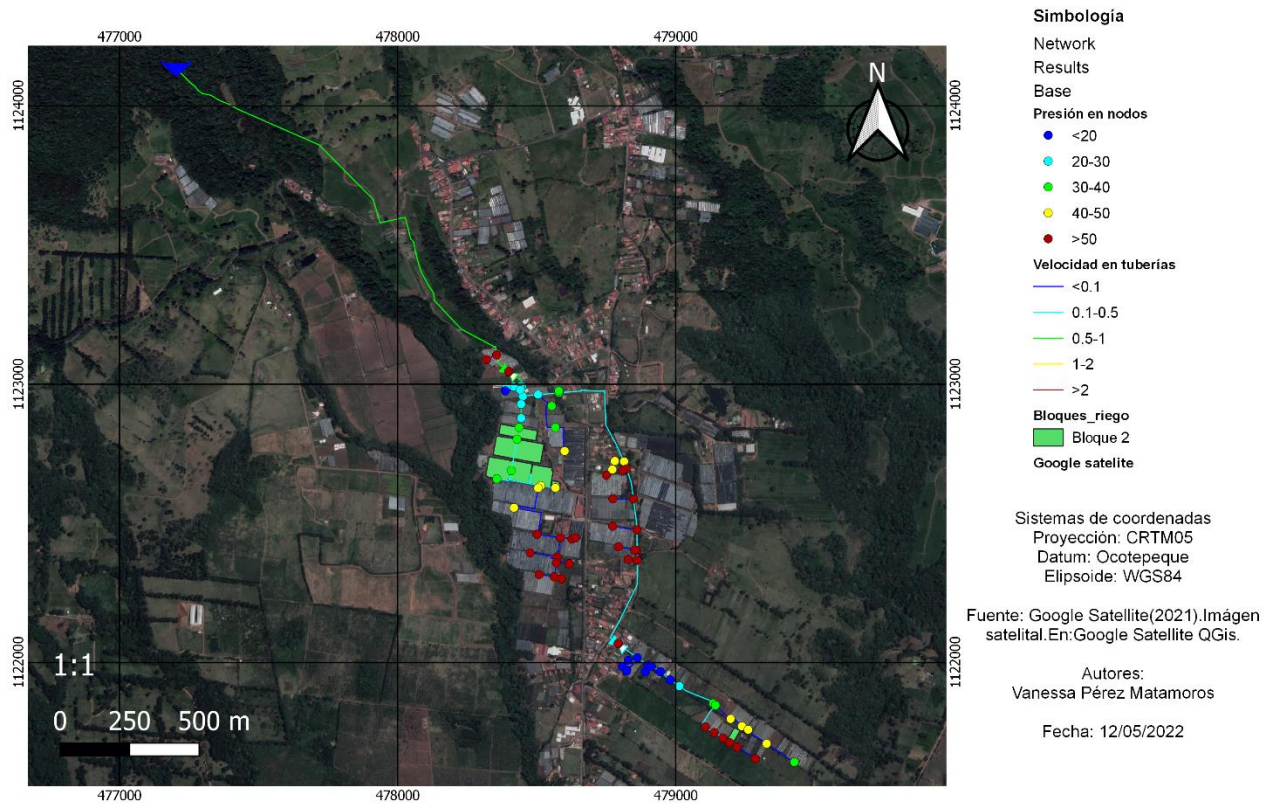 477000
478000
479000
1124000
1124000
1123000
1123000
1122000
1122000
N
1:1
0 250 500 m
477000
478000
479000
Simbología
Network
Results
Base
Presión en nodos
<20
20-30
30-40
40-50
>50
Velocidad en tuberías
<0.1
0.1-0.5
0.5-1
1-2
>2
Bloques_riego
Bloque 2
Google satelite
Sistemas de coordenadas
Proyección: CRTM05
Datum: Ocotepeque
Elipsoide: WGS84
Fuente: Google Satellite(2021).Imágen
satelital.En:Google Satellite QGis.
Autores:
Vanessa Pérez Matamoros
Fecha: 12/05/2022